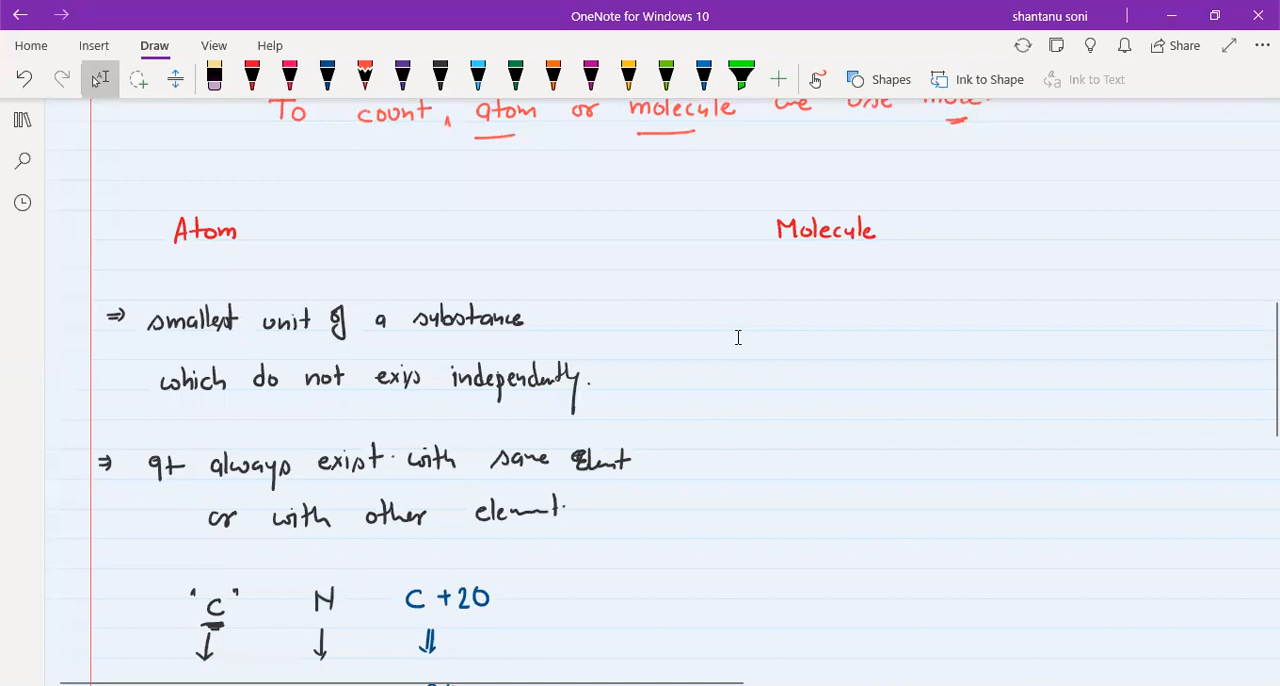 OneNote for Windows 10
shantanu soni
Home Insert Draw View Help
Share
Shapes Ink to Shape Ink to Text
To count, atom or molecule we use mole.
Atom Molecule
⇒ smallest unit of a substance
which do not exis independently.
⇒ It always exist with same
or with other element.
"C" N C + 2O